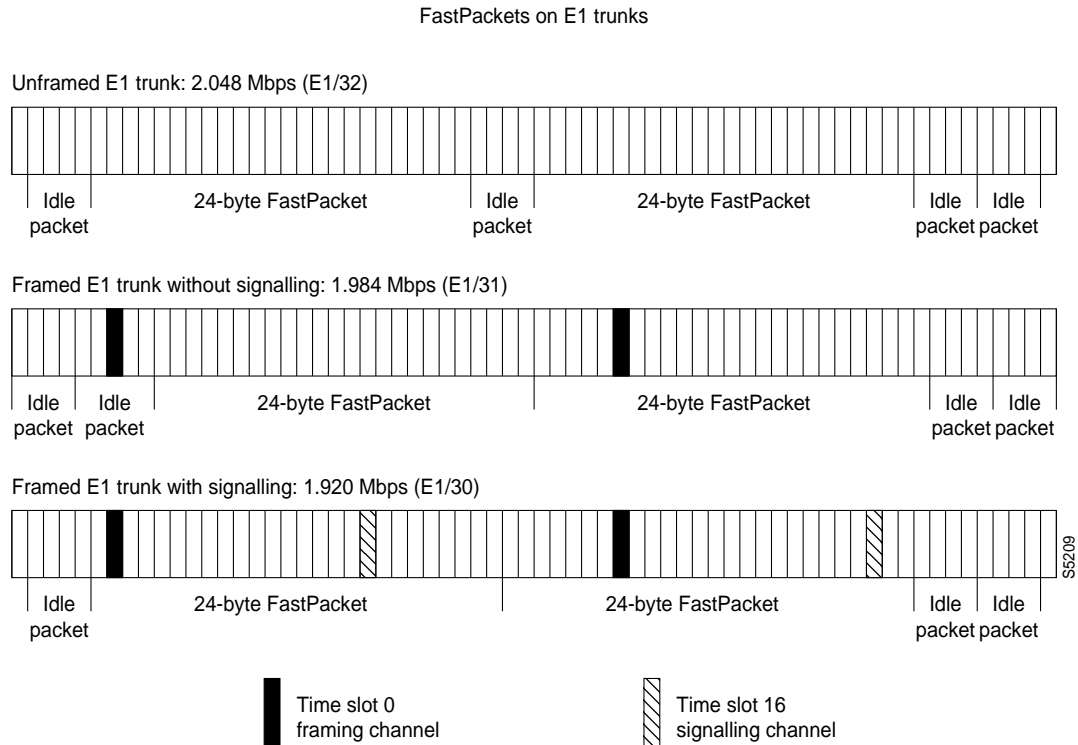 FastPackets on E1 trunks
Unframed E1 trunk: 2.048 Mbps (E1/32)
Idle packet
24-byte FastPacket
Idle packet
24-byte FastPacket
Idle packet
Idle packet
Framed E1 trunk without signalling: 1.984 Mbps (E1/31)
Idle packet
Idle packet
24-byte FastPacket
24-byte FastPacket
Idle packet
Idle packet
Framed E1 trunk with signalling: 1.920 Mbps (E1/30)
Idle packet
24-byte FastPacket
24-byte FastPacket
Idle packet
Idle packet
S5209
Time slot 0
framing channel
Time slot 16
signalling channel